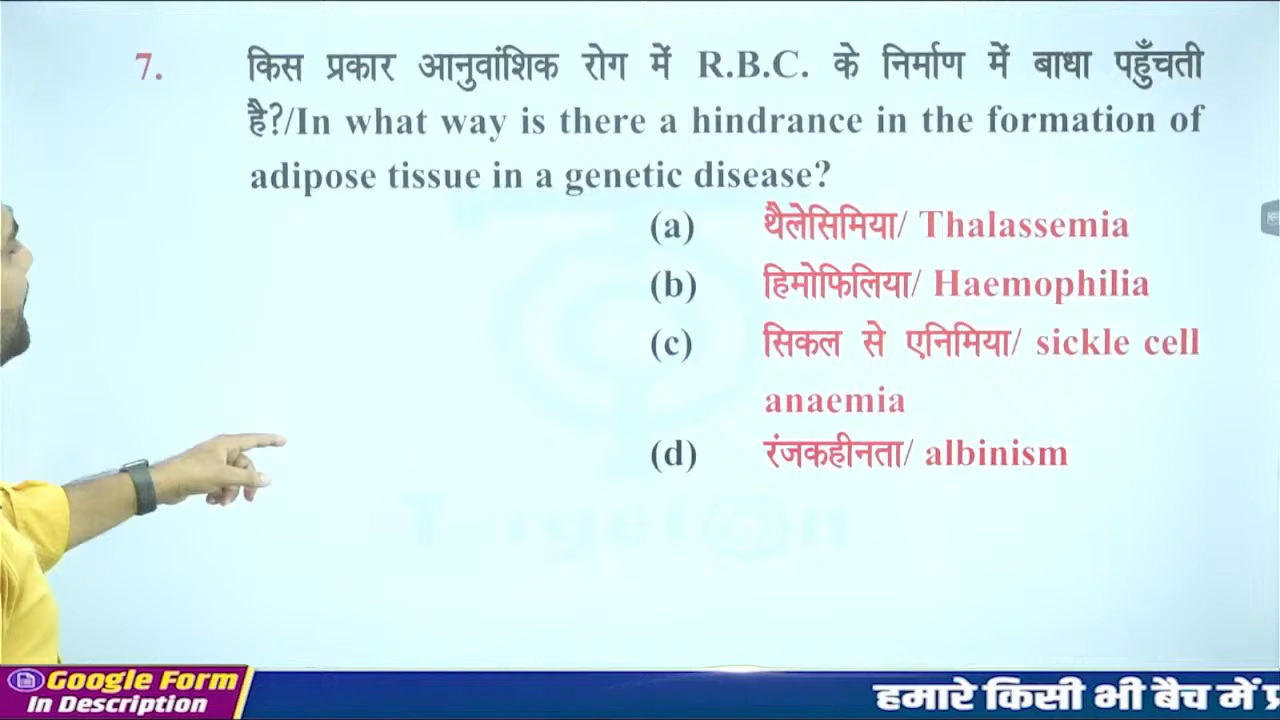 7. किस प्रकार आनुवांशिक रोग में R.B.C. के निर्माण में बाधा पहुँचती
है?/In what way is there a hindrance in the formation of
adipose tissue in a genetic disease?
(a) थैलेसिमिया/ Thalassemia
(b) हिमोफिलिया/ Haemophilia
(c) सिकल से एनिमिया/ sickle cell
anaemia
(d) रंजकहीनता/ albinism
Google Form
In Description
हमारे किसी भी बैच में